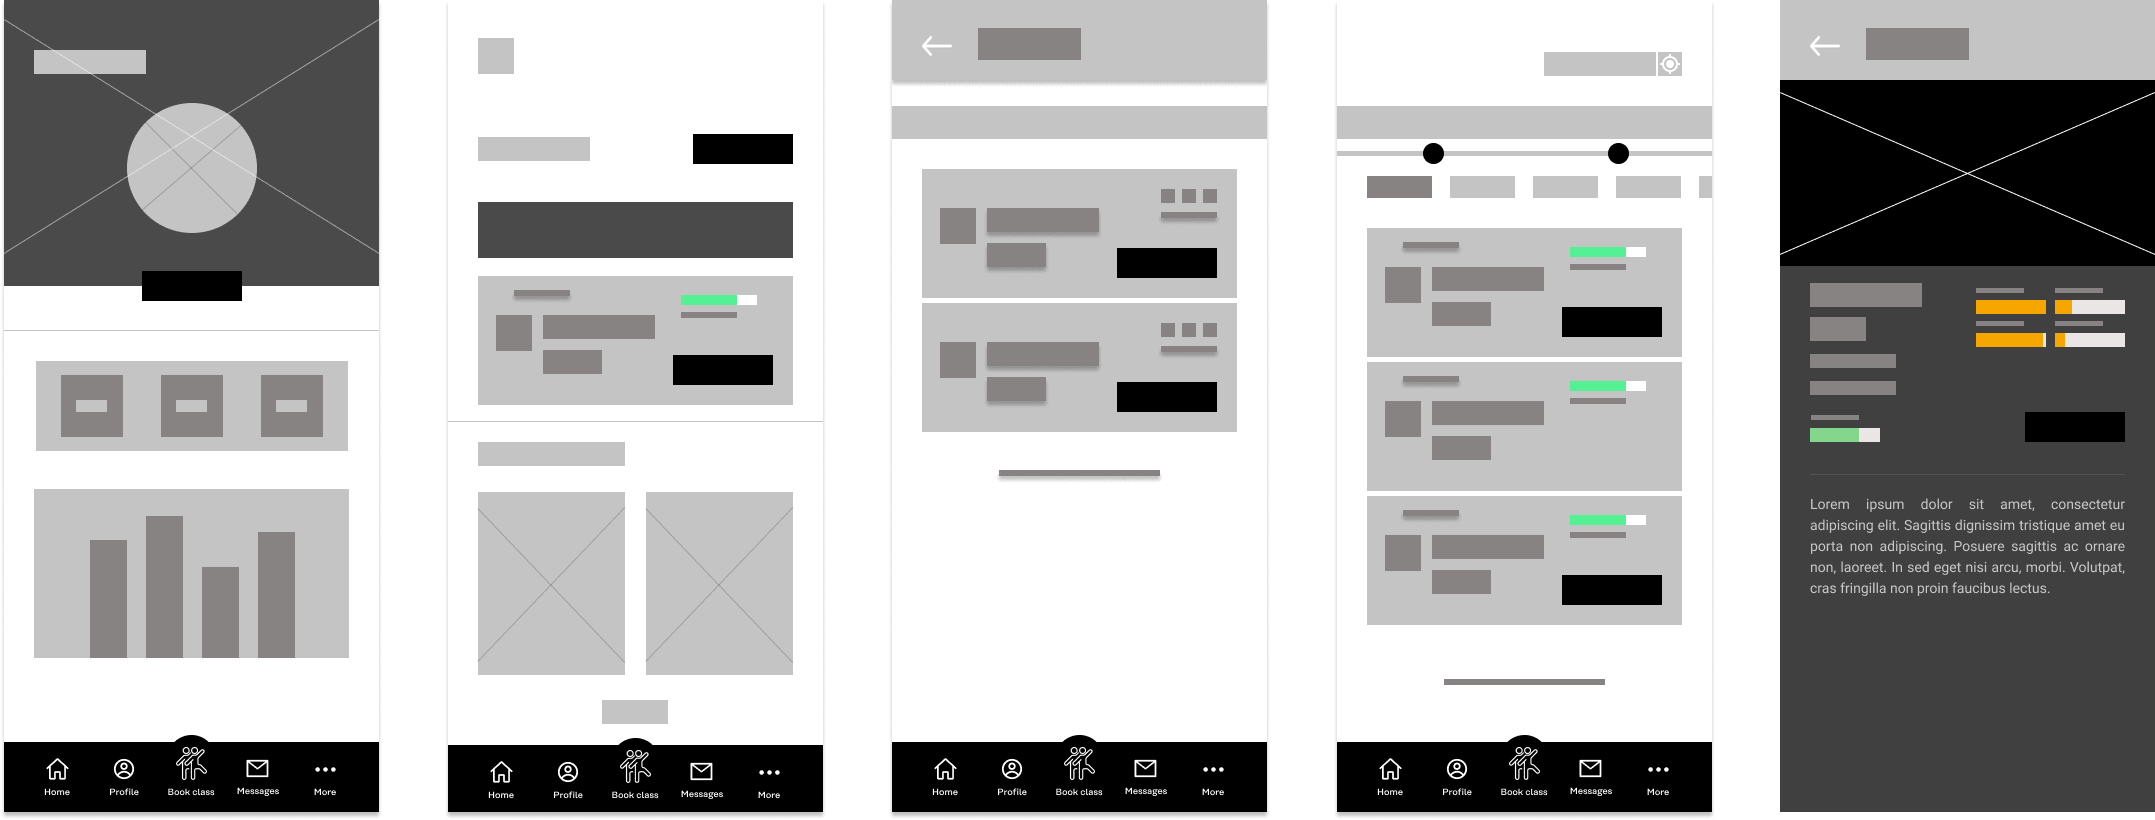 Home
Profile
Book class
Messages
More
Home
Profile
Book class
Messages
More
Home
Profile
Book class
Messages
More
Home
Profile
Book class
Messages
More
Lorem ipsum dolor sit amet, consectetur
adipiscing elit. Sagittis dignissim tristique amet eu
porta non adipiscing. Posuere sagittis ac ornare
non, laoreet. In sed eget nisi arcu, morbi. Volutpat,
cras fringilla non proin faucibus lectus.